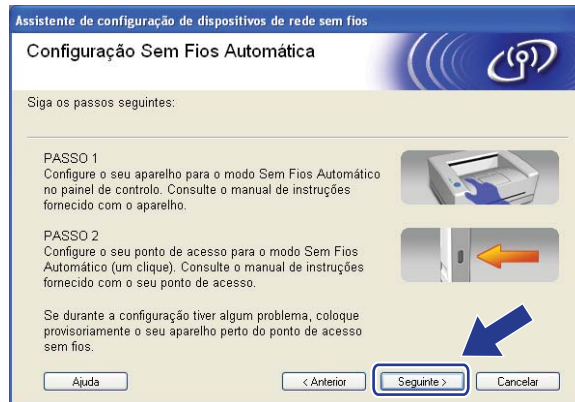 Assistente de configuração de dispositivos de rede sem fios
Configuração Sem Fios Automática
Siga os passos seguintes:
PASSO 1
Configure o seu aparelho para o modo Sem Fios Automático
no painel de controlo. Consulte o manual de instruções
fornecido com o aparelho.
PASSO 2
Configure o seu ponto de acesso para o modo Sem Fios
Automático (um clique). Consulte o manual de instruções
fornecido com o seu ponto de acesso.
Se durante a configuração tiver algum problema, coloque
provisoriamente o seu aparelho perto do ponto de acesso
sem fios.
Ajuda
< Anterior
Seguinte >
Cancelar